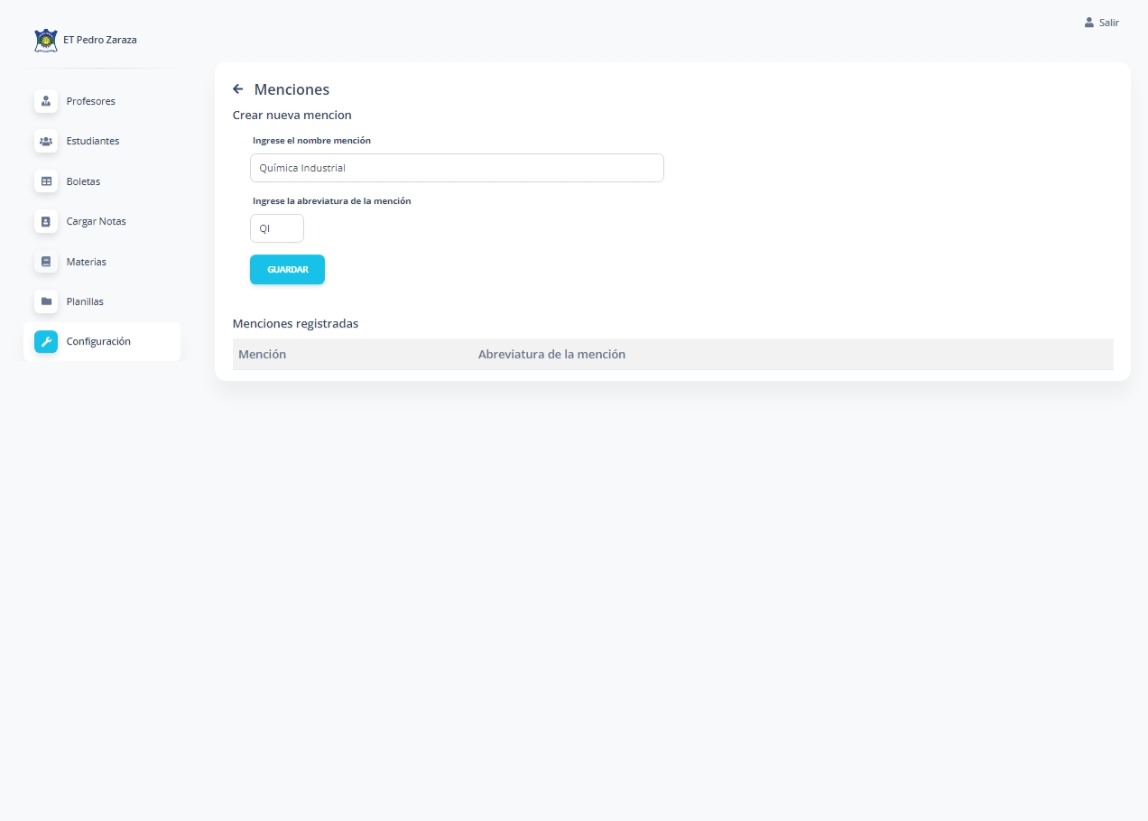 Salir
ET Pedro Zaraza
Profesores
Estudiantes
Boletas
Cargar Notas
Materias
Planillas
Configuración
Menciones
Crear nueva mencion
Ingrese el nombre mención
Química Industrial
Ingrese la abreviatura de la mención
QI
GUARDAR
Menciones registradas
Mención Abreviatura de la mención